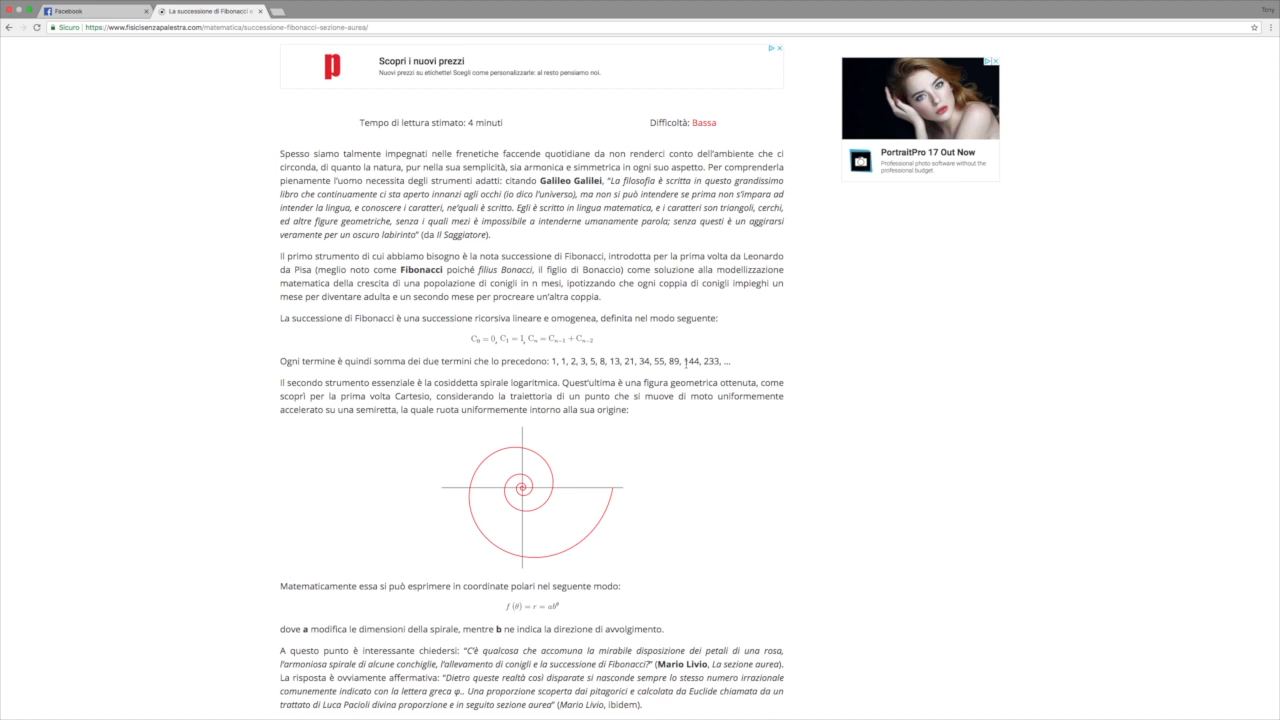 Facebook
La successione di Fibonacci e
Tony
Sicuro
https://www.fisicisenzapalestra.com/matematica/successione-fibonacci-sezione-aurea/
Scopri i nuovi prezzi
Nuovi prezzi su etichette! Scegli come personalizzarle: al resto pensiamo noi.
Tempo di lettura stimato: 4 minuti
Difficoltà: Bassa
PortraitPro 17 Out Now
Professional photo software without the
professional budget.
Spesso siamo talmente impegnati nelle frenetiche faccende quotidiane da non renderci conto dell’ambiente che ci
circonda, di quanto la natura, pur nella sua semplicità, sia armonica e simmetrica in ogni suo aspetto. Per comprenderla
pienamente l’uomo necessita degli strumenti adatti: citando Galileo Galilei, “La filosofia è scritta in questo grandissimo
libro che continuamente ci sta aperto innanzi agli occhi (io dico l’universo), ma non si può intendere se prima non s’impara ad
intender la lingua, e conoscere i caratteri, ne’quali è scritto. Egli è scritto in lingua matematica, e i caratteri son triangoli, cerchi,
ed altre figure geometriche, senza i quali mezi è impossibile a intenderne umanamente parola; senza questi è un aggirarsi
veramente per un oscuro labirinto” (da Il Saggiatore).
Il primo strumento di cui abbiamo bisogno è la nota successione di Fibonacci, introdotta per la prima volta da Leonardo
da Pisa (meglio noto come Fibonacci poiché filius Bonacci, il figlio di Bonaccio) come soluzione alla modellizzazione
matematica della crescita di una popolazione di conigli in n mesi, ipotizzando che ogni coppia di conigli impieghi un
mese per diventare adulta e un secondo mese per procreare un’altra coppia.
La successione di Fibonacci è una successione ricorsiva lineare e omogenea, definita nel modo seguente:
C₀ = 0, C₁ = 1, Cₙ = Cₙ₋₁ + Cₙ₋₂
Ogni termine è quindi somma dei due termini che lo precedono: 1, 1, 2, 3, 5, 8, 13, 21, 34, 55, 89, 144, 233, ...
Il secondo strumento essenziale è la cosiddetta spirale logaritmica. Quest’ultima è una figura geometrica ottenuta, come
scoprì per la prima volta Cartesio, considerando la traiettoria di un punto che si muove di moto uniformemente
accelerato su una semiretta, la quale ruota uniformemente intorno alla sua origine:
Matematicamente essa si può esprimere in coordinate polari nel seguente modo:
f (θ) = r = abᶿ
dove a modifica le dimensioni della spirale, mentre b ne indica la direzione di avvolgimento.
A questo punto è interessante chiedersi: “C’è qualcosa che accomuna la mirabile disposizione dei petali di una rosa,
l’armoniosa spirale di alcune conchiglie, l’allevamento di conigli e la successione di Fibonacci?” (Mario Livio, La sezione aurea).
La risposta è ovviamente affermativa: “Dietro queste realtà così disparate si nasconde sempre lo stesso numero irrazionale
comunemente indicato con la lettera greca φ.. Una proporzione scoperta dai pitagorici e calcolata da Euclide chiamata da un
trattato di Luca Pacioli divina proporzione e in seguito sezione aurea” (Mario Livio, ibidem).